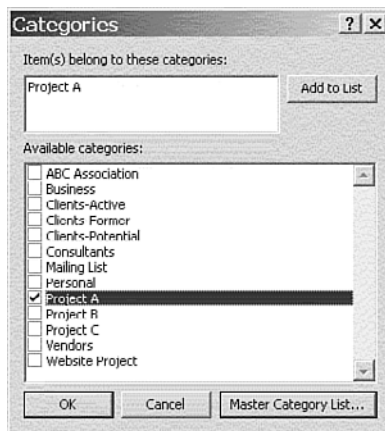 Categories
Item(s) belong to these categories:
Project A
Add to List
Available categories:
ABC Association
Business
Clients-Active
Clients-Former
Clients-Potential
Consultants
Mailing List
Personal
Project A
Project B
Project C
Vendors
Website Project
OK
Cancel
Master Category List...